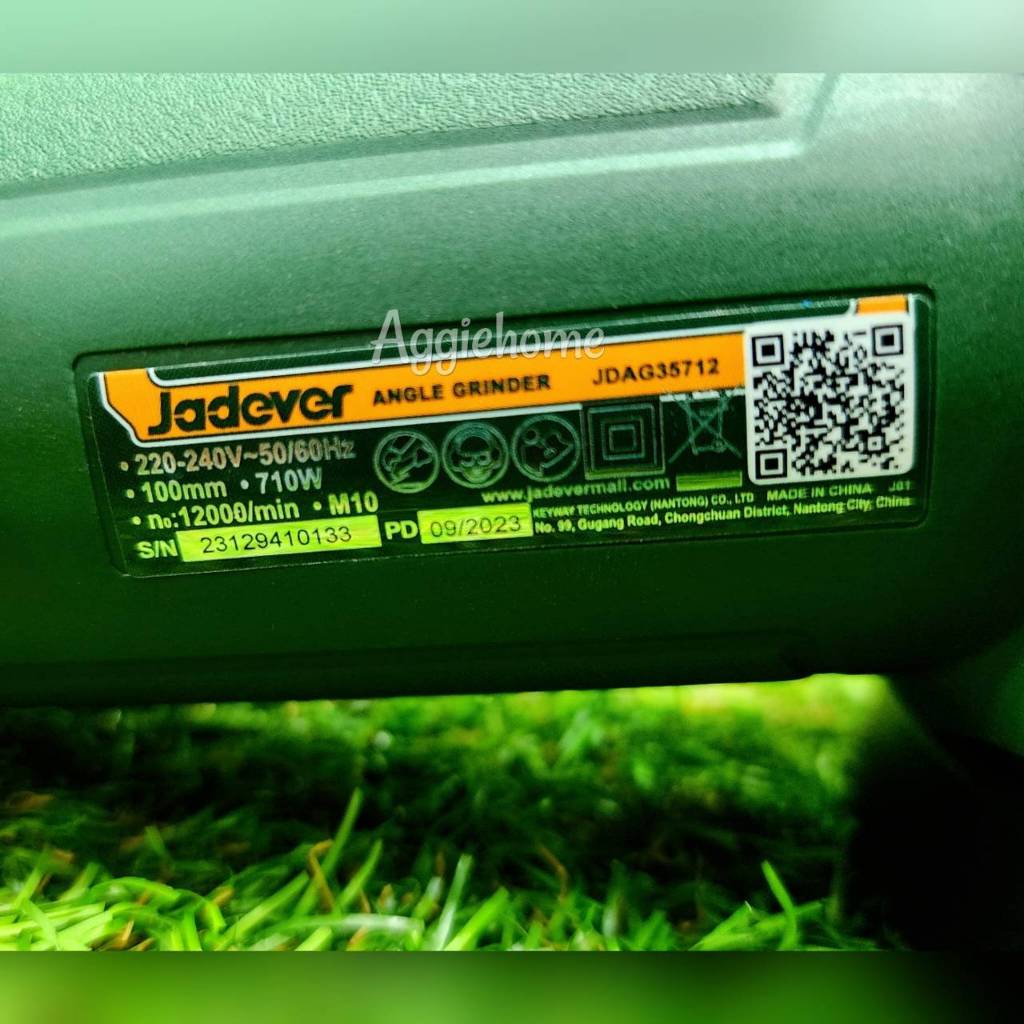 Aggiehome
Jadever ANGLE GRINDER JDAG35712
• 220-240V~50/60Hz
• 100mm • 710W
• n₀:12000/min • M10
S/N 23129410133 PD 09/2023
www.jadevermall.com
KEYWAY TECHNOLOGY (NANTONG) CO., LTD MADE IN CHINA J01
No. 99, Gugang Road, Chongchuan District, Nantong City, China